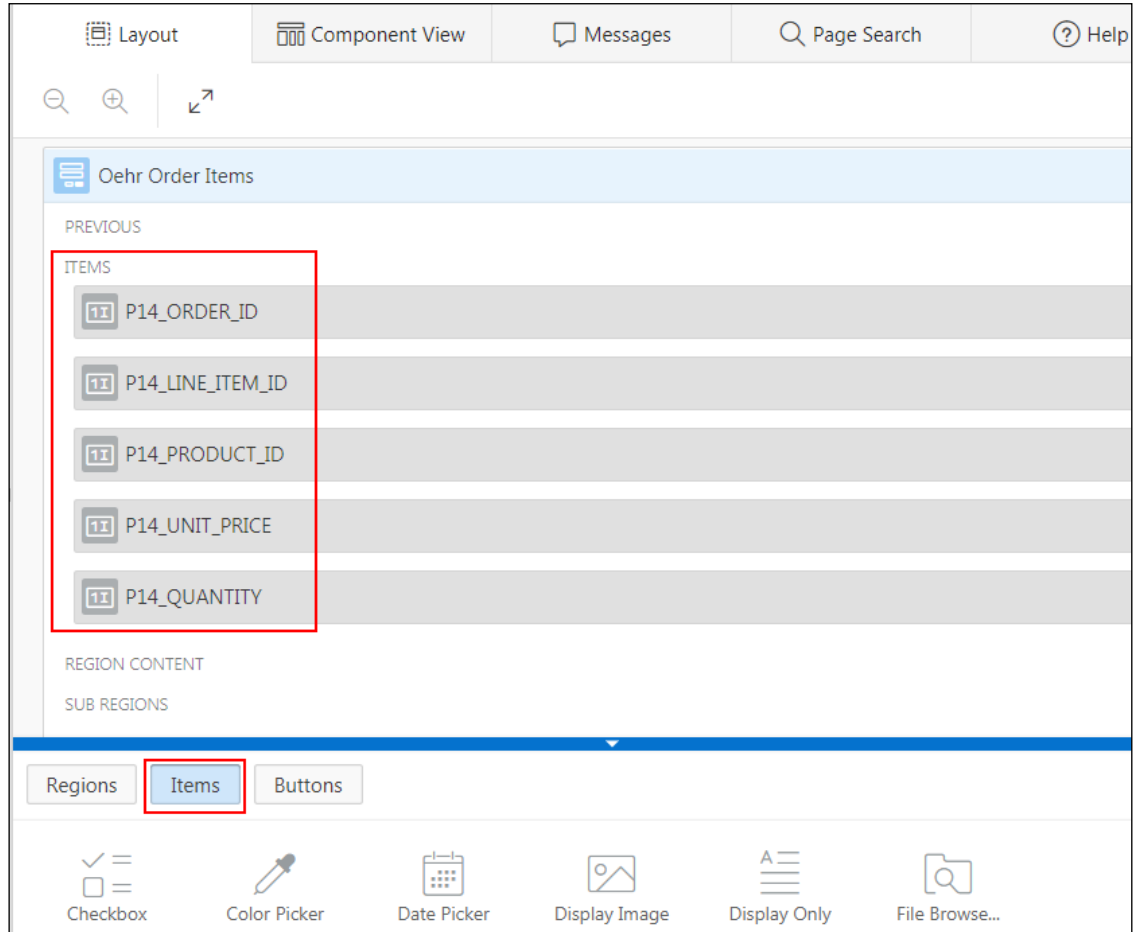 Layout
Component View
Messages
Page Search
Help
Oehr Order Items
PREVIOUS
ITEMS
P14_ORDER_ID
P14_LINE_ITEM_ID
P14_PRODUCT_ID
P14_UNIT_PRICE
P14_QUANTITY
REGION CONTENT
SUB REGIONS
Regions
Items
Buttons
Checkbox
Color Picker
Date Picker
Display Image
Display Only
File Browse...